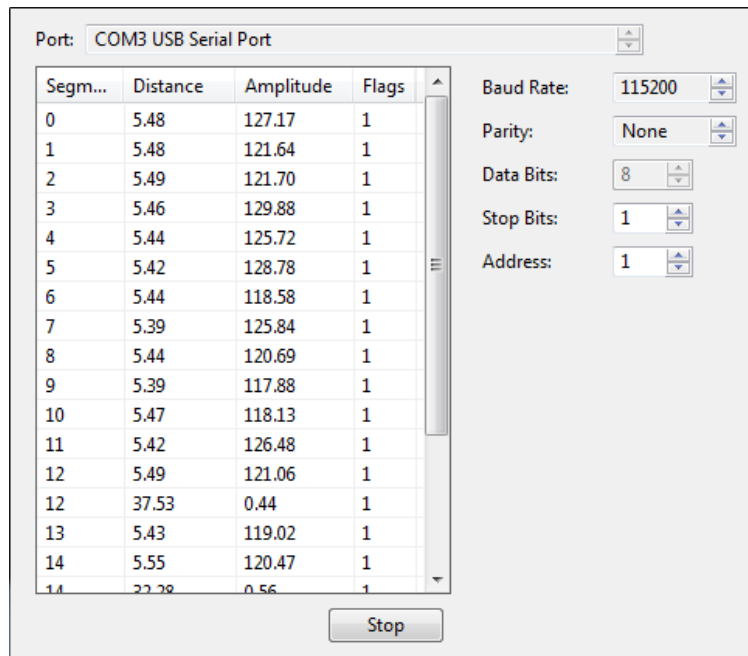 Port: COM3 USB Serial Port
Segm... Distance Amplitude Flags
0 5.48 127.17 1
1 5.48 121.64 1
2 5.49 121.70 1
3 5.46 129.88 1
4 5.44 125.72 1
5 5.42 128.78 1
6 5.44 118.58 1
7 5.39 125.84 1
8 5.44 120.69 1
9 5.39 117.88 1
10 5.47 118.13 1
11 5.42 126.48 1
12 5.49 121.06 1
12 37.53 0.44 1
13 5.43 119.02 1
14 5.55 120.47 1
14 32.28 0.56 1
Baud Rate: 115200
Parity: None
Data Bits: 8
Stop Bits: 1
Address: 1
Stop